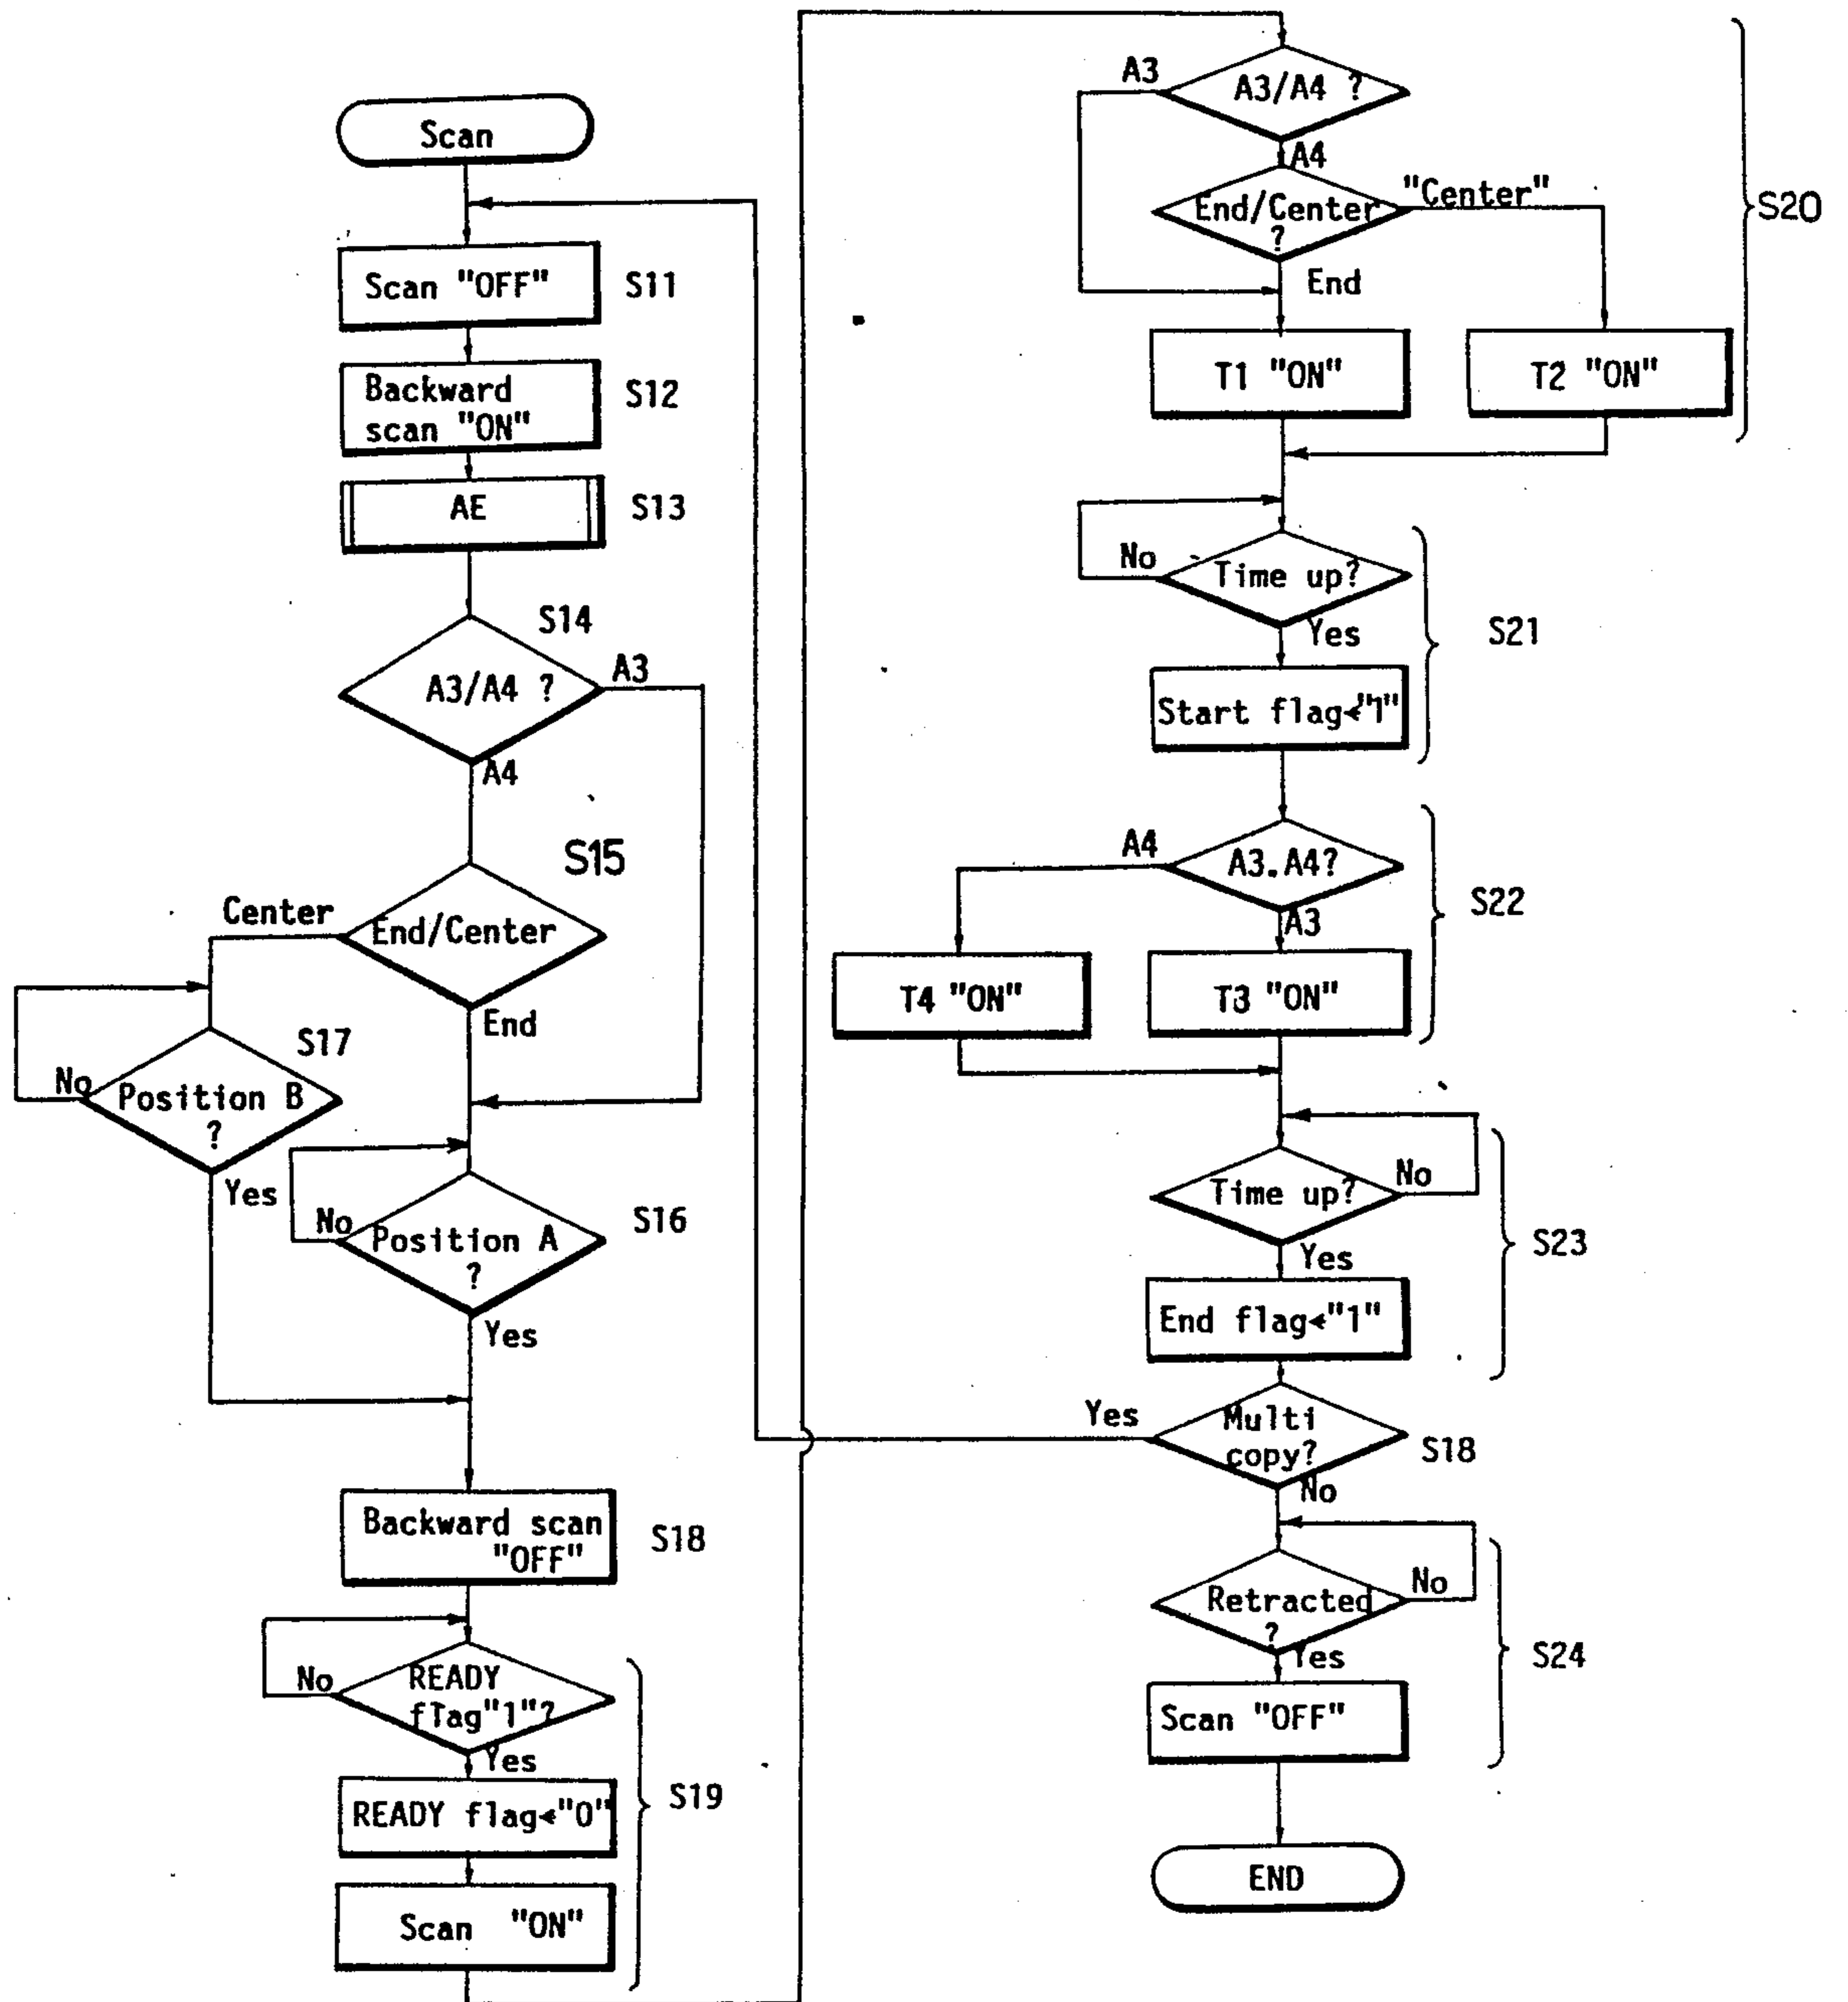 Scan
Scan "OFF"
S11
Backward
scan "ON"
S12
AE
S13
S14
A3/A4 ?
A3
A4
S15
End/Center
Center
End
S17
Position B
?
No
Yes
S16
Position A
?
No
Yes
Backward scan
"OFF"
S18
READY
flag"1"?
No
Yes
READY flag←"0"
S19
Scan "ON"
A3
A3/A4 ?
A4
End/Center
?
"Center"
End
S20
T1 "ON"
T2 "ON"
No
Time up?
Yes
S21
Start flag←"1"
A4
A3.A4?
A3
S22
T4 "ON"
T3 "ON"
Time up?
No
Yes
S23
End flag←"1"
Yes
Multi
copy?
S18
No
Retracted
?
No
Yes
S24
Scan "OFF"
END